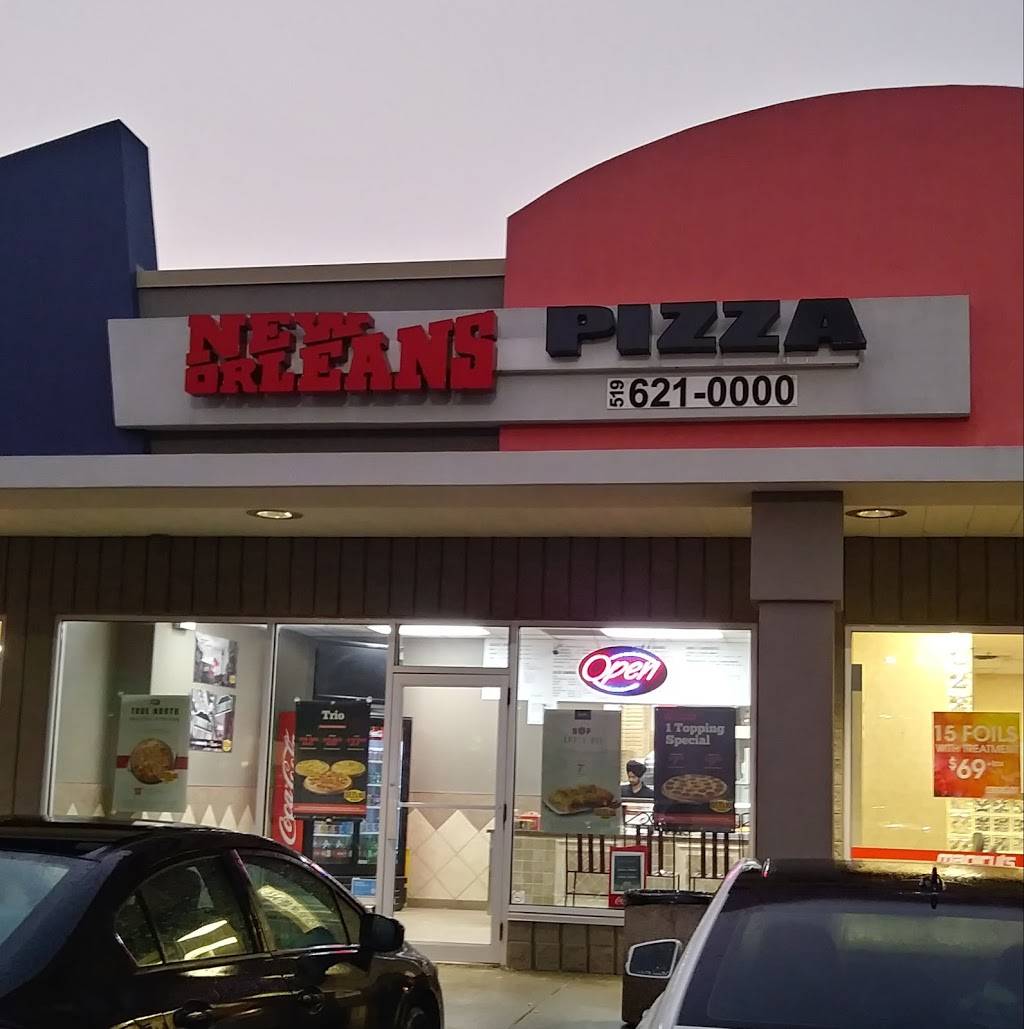 NEW
ORLEANS
PIZZA
519 621-0000
Open
TRUE NORTH
Trio
1 Topping
Special
Coca-Cola
15 FOILS
WITH TREATMENT
$69
magicuts